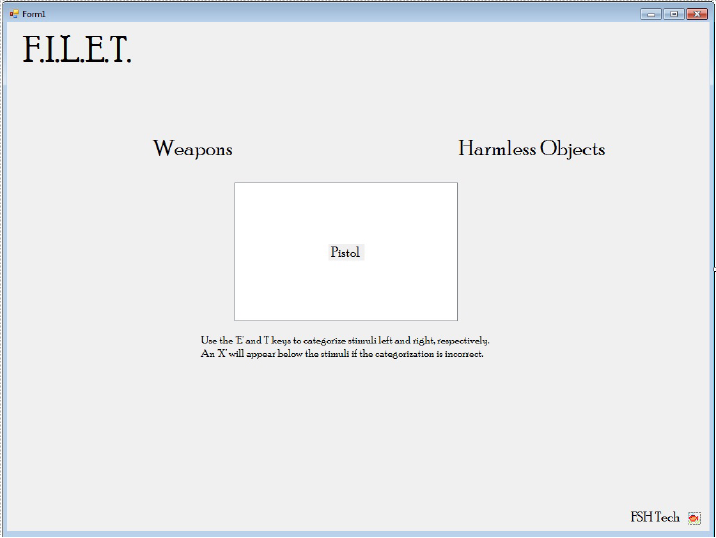 Form1
F.I.L.E.T.
Weapons
Harmless Objects
Pistol
Use the 'E' and 'I' keys to categorize stimuli left and right, respectively.
An 'X' will appear below the stimuli if the categorization is incorrect.
FSH Tech